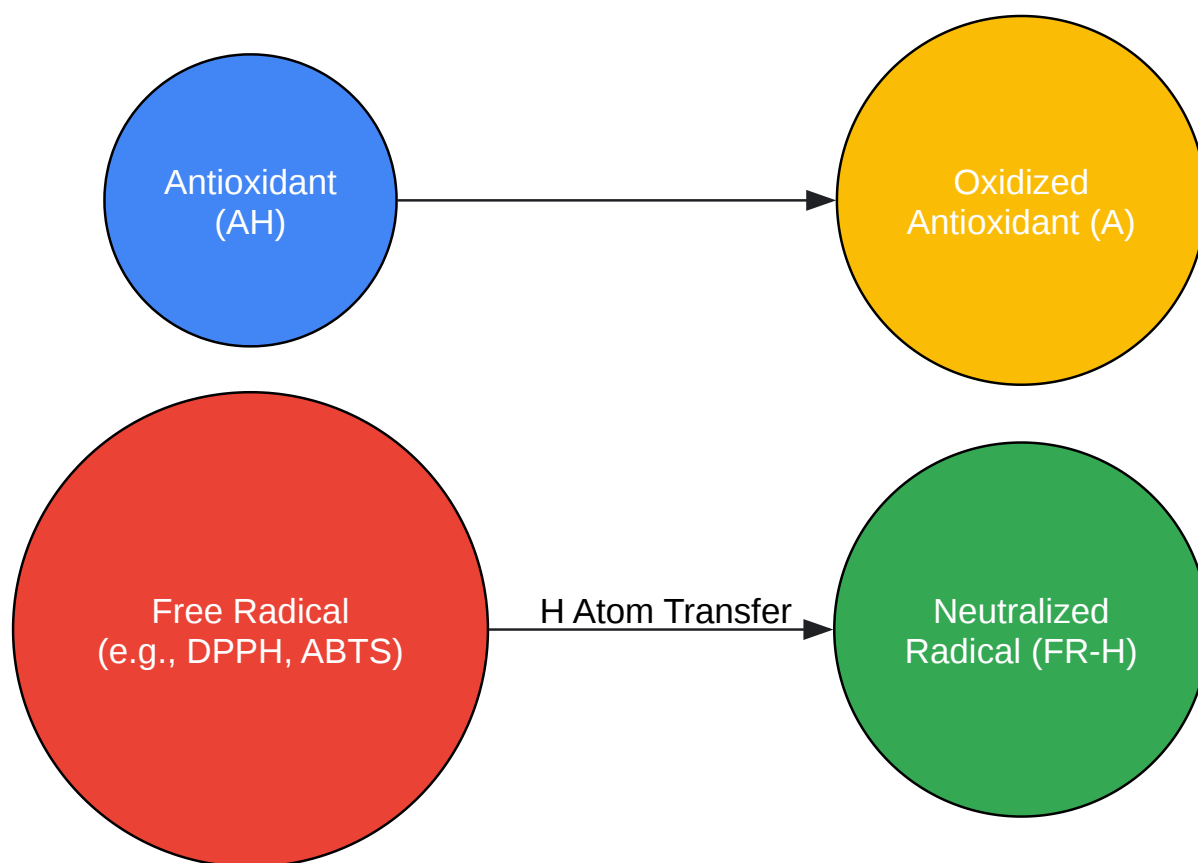 Antioxidant
(AH)
Oxidized
Antioxidant (A)
Free Radical
(e.g., DPPH, ABTS)
H Atom Transfer
Neutralized
Radical (FR-H)